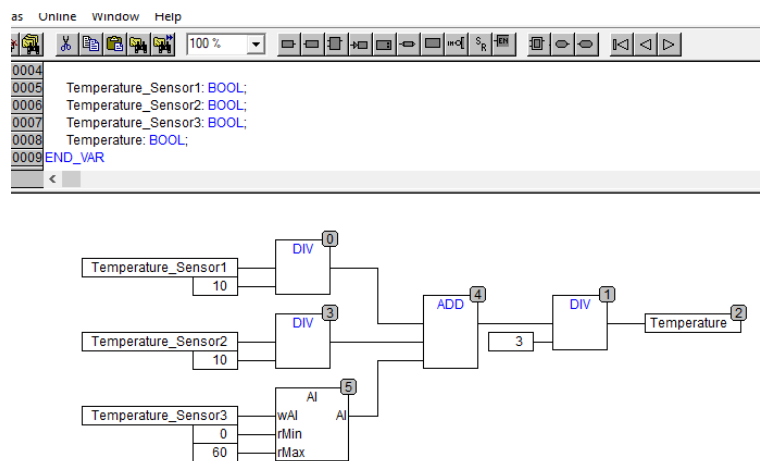 as Online Window Help
100 %
S R EN
0004
0005 Temperature_Sensor1: BOOL;
0006 Temperature_Sensor2: BOOL;
0007 Temperature_Sensor3: BOOL;
0008 Temperature: BOOL;
0009 END_VAR
0
DIV
Temperature_Sensor1
10
4
ADD
1
DIV
2
Temperature
3
3
DIV
Temperature_Sensor2
10
5
AI
Temperature_Sensor3 wAI AI
0 rMin
60 rMax